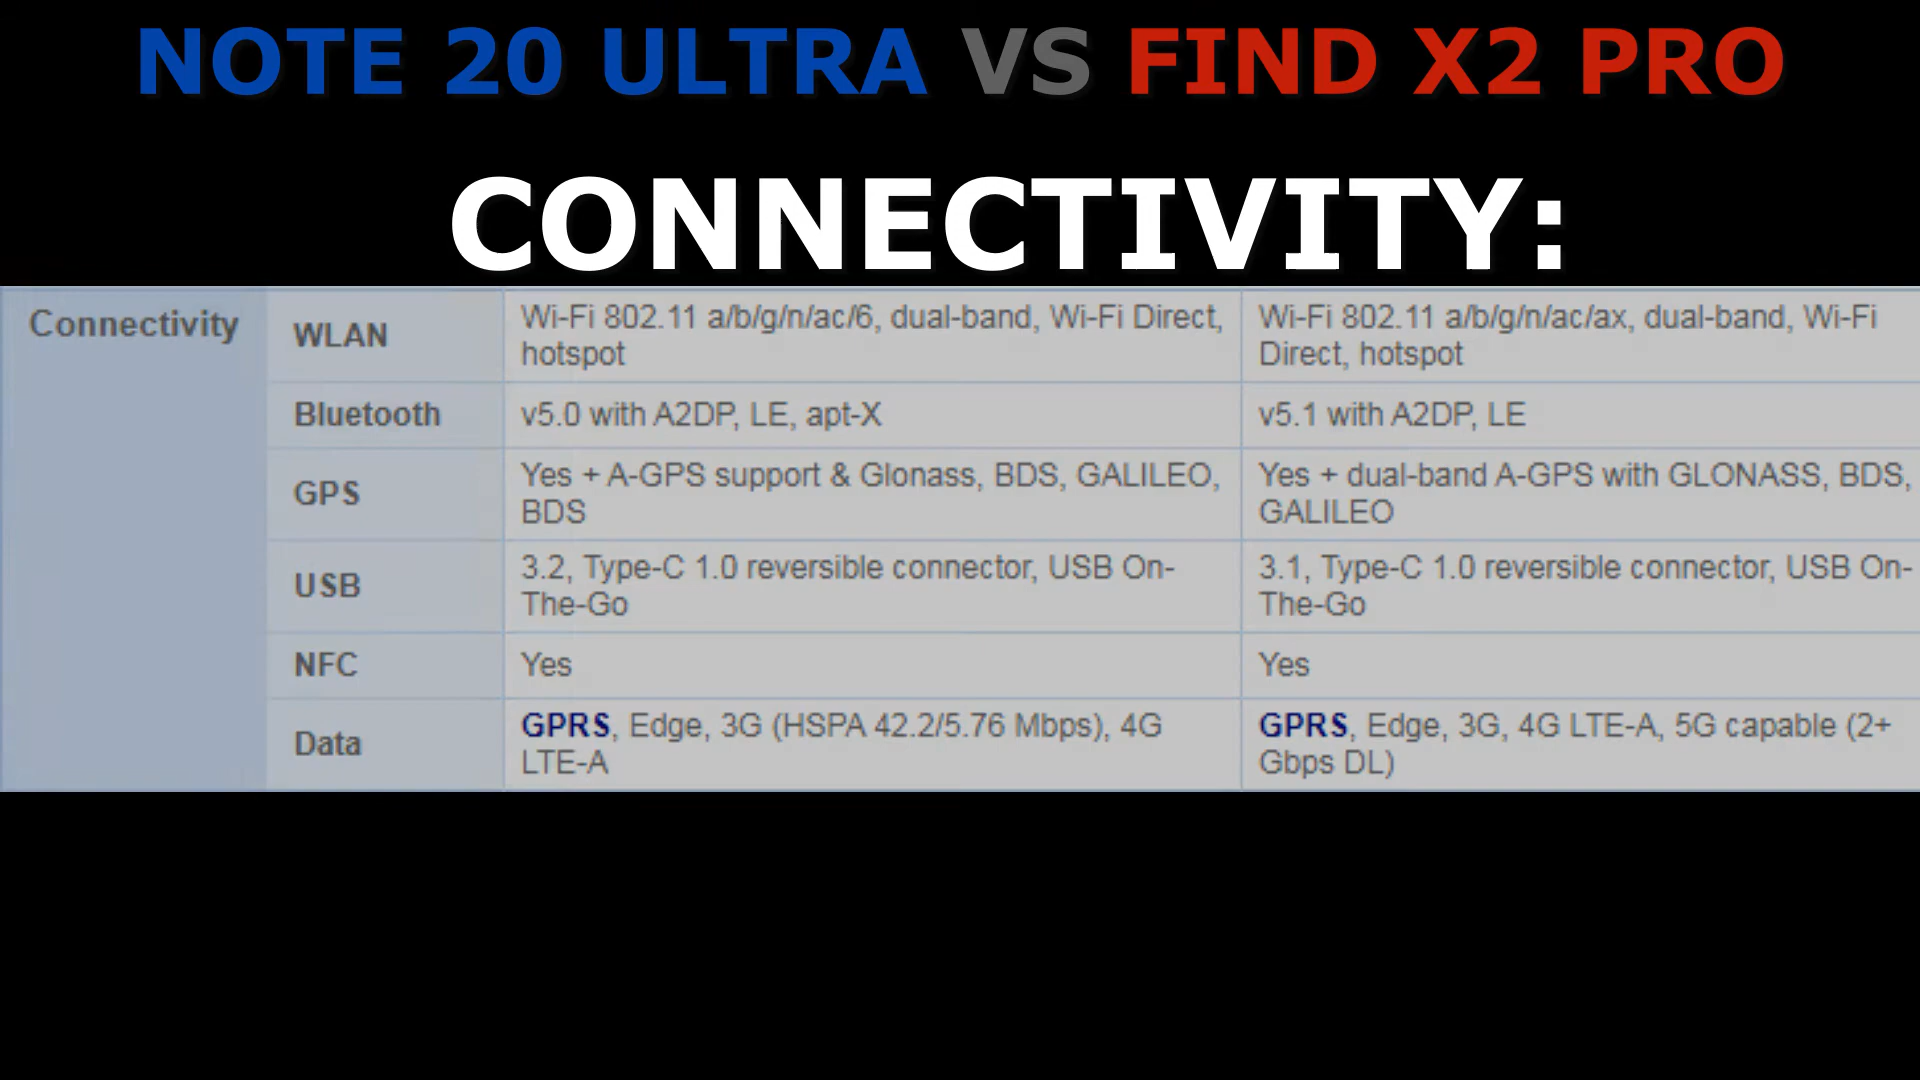 NOTE 20 ULTRA VS FIND X2 PRO
CONNECTIVITY:
Connectivity
WLAN
Wi-Fi 802.11 a/b/g/n/ac/6, dual-band, Wi-Fi Direct,
hotspot
Wi-Fi 802.11 a/b/g/n/ac/ax, dual-band, Wi-Fi
Direct, hotspot
Bluetooth
v5.0 with A2DP, LE, apt-X
v5.1 with A2DP, LE
GPS
Yes + A-GPS support & Glonass, BDS, GALILEO,
BDS
Yes + dual-band A-GPS with GLONASS, BDS,
GALILEO
USB
3.2, Type-C 1.0 reversible connector, USB On-
The-Go
3.1, Type-C 1.0 reversible connector, USB On-
The-Go
NFC
Yes
Yes
Data
GPRS, Edge, 3G (HSPA 42.2/5.76 Mbps), 4G
LTE-A
GPRS, Edge, 3G, 4G LTE-A, 5G capable (2+
Gbps DL)